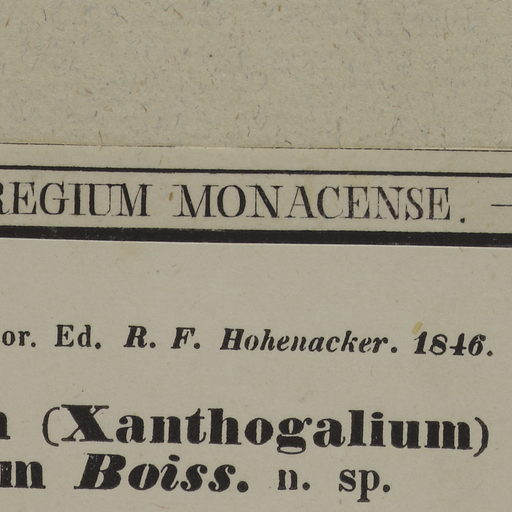 REGIUM MONACENSE. —
or. Ed. R. F. Hohenacker. 1846.
(Xanthogalium)
m Boiss. n. sp.